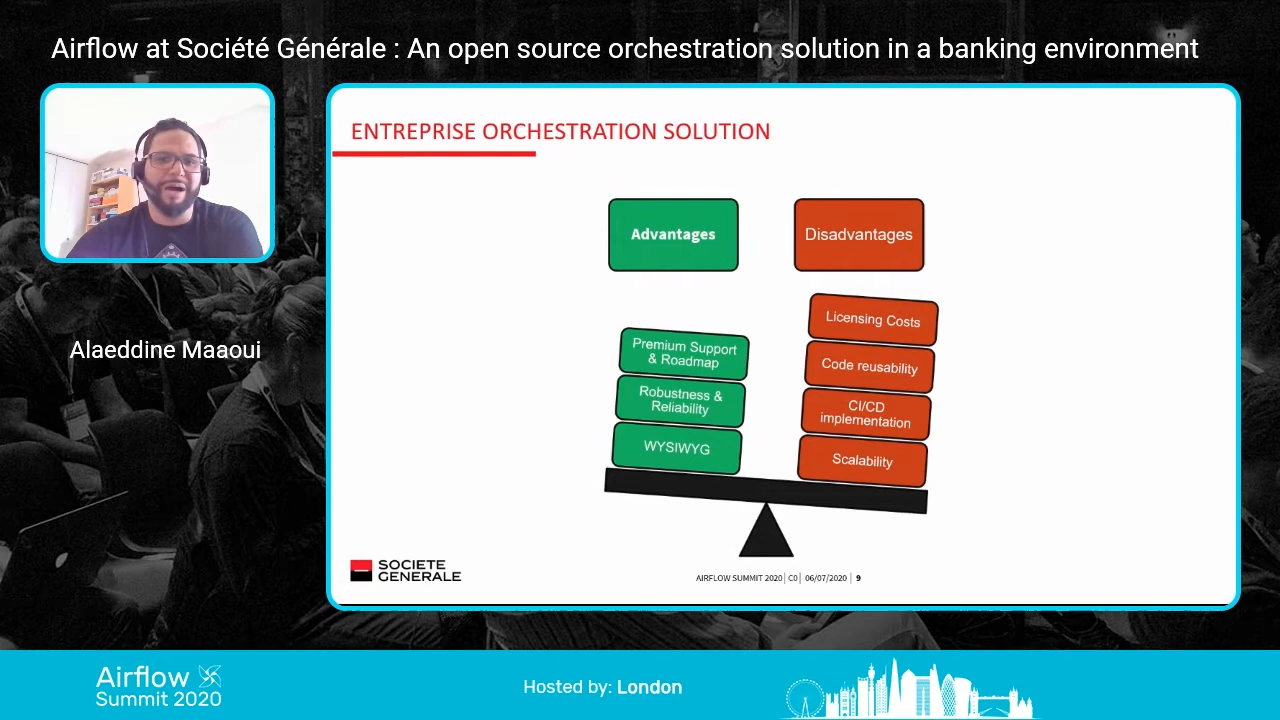 Airflow at Société Générale : An open source orchestration solution in a banking environment
Alaeddine Maaoui
ENTREPRISE ORCHESTRATION SOLUTION
Advantages
Disadvantages
Premium Support
& Roadmap
Robustness &
Reliability
WYSIWYG
Licensing Costs
Code reusability
CI/CD
implementation
Scalability
SOCIETE
GENERALE
AIRFLOW SUMMIT 2020 | C0 | 06/07/2020 | 9
Airflow
Summit 2020
Hosted by: London